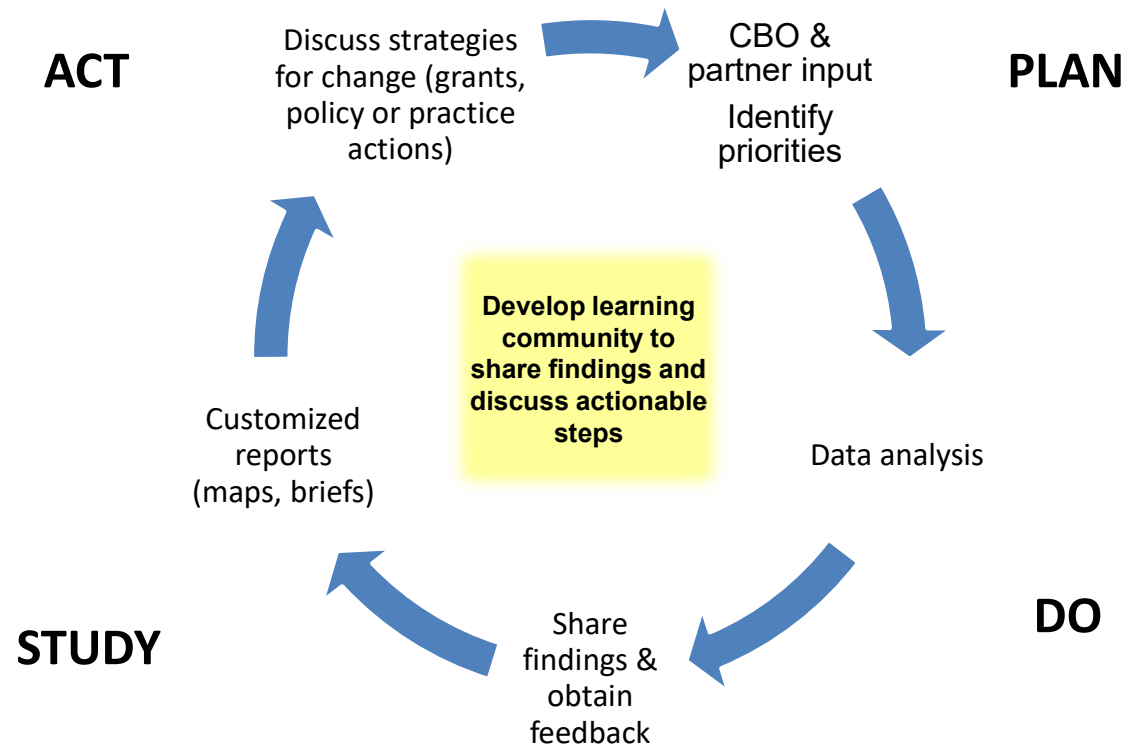 ACT
Discuss strategies
for change (grants,
policy or practice
actions)
CBO &
partner input
Identify
priorities
PLAN
Develop learning
community to
share findings and
discuss actionable
steps
Customized
reports
(maps, briefs)
Data analysis
STUDY
Share
findings &
obtain
feedback
DO